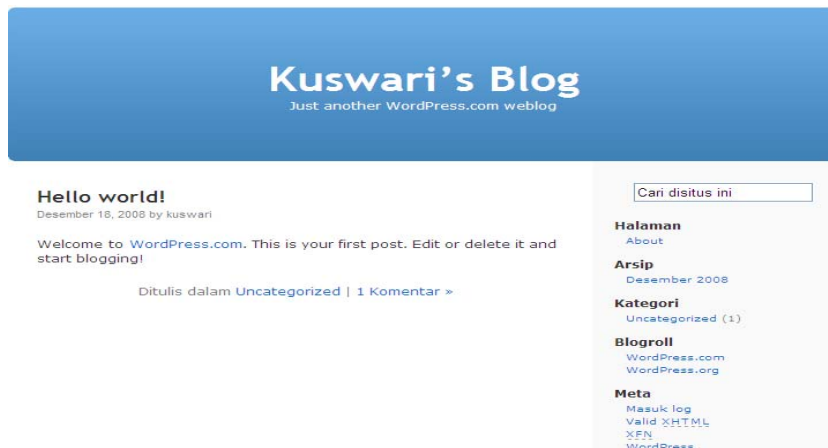 Kuswari's Blog
Just another WordPress.com weblog
Hello world!
Desember 18, 2008 by kuswari
Welcome to WordPress.com. This is your first post. Edit or delete it and
start blogging!
Ditulis dalam Uncategorized | 1 Komentar »
Cari disitus ini
Halaman
About
Arsip
Desember 2008
Kategori
Uncategorized (1)
Blogroll
WordPress.com
WordPress.org
Meta
Masuk log
Valid XHTML
XFN
WordPress